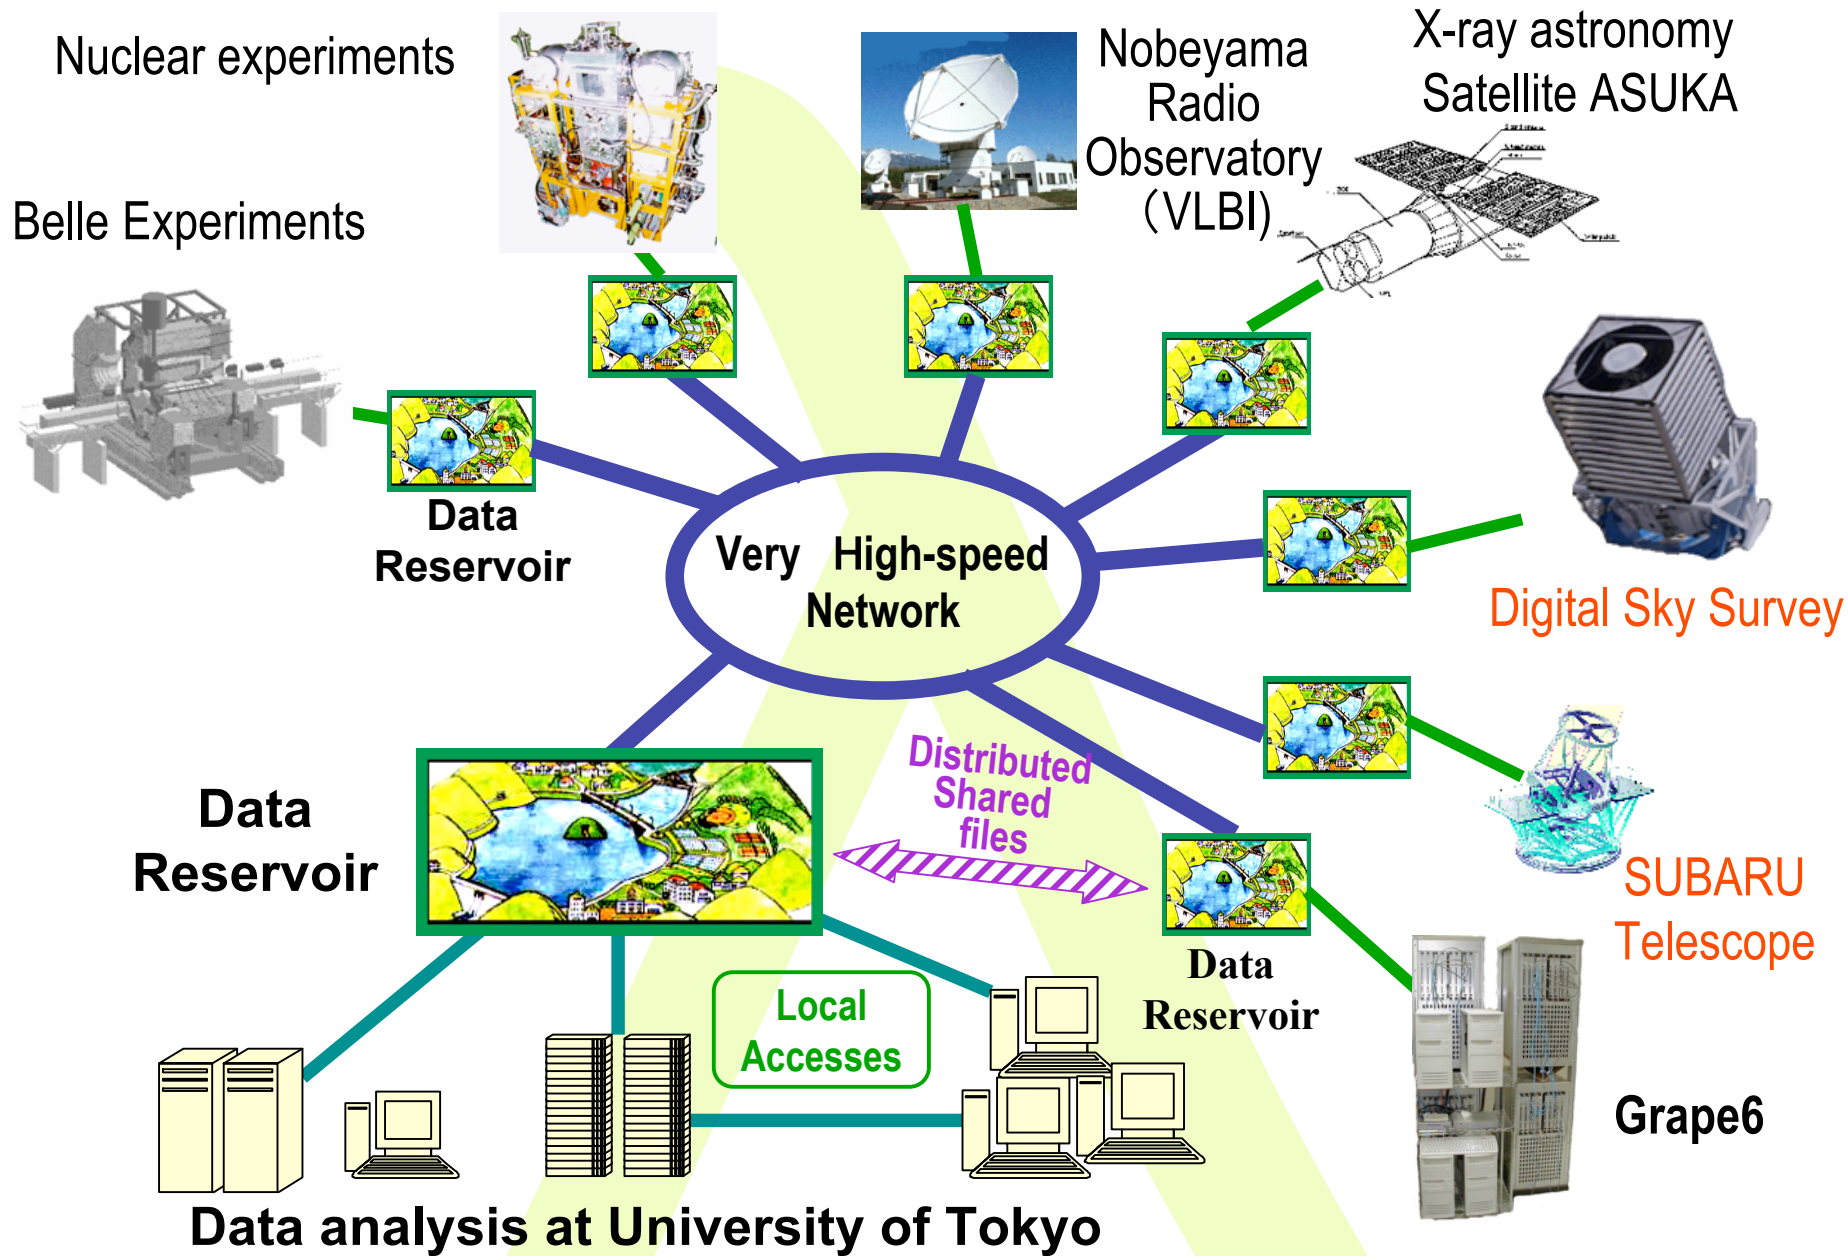 Nuclear experiments
Nobeyama
Radio
Observatory
（VLBI)
X-ray astronomy
Satellite ASUKA
Belle Experiments
Data
Reservoir
Very High-speed
Network
Digital Sky Survey
Distributed
Shared
files
Data
Reservoir
SUBARU
Telescope
Data
Reservoir
Local
Accesses
Grape6
Data analysis at University of Tokyo